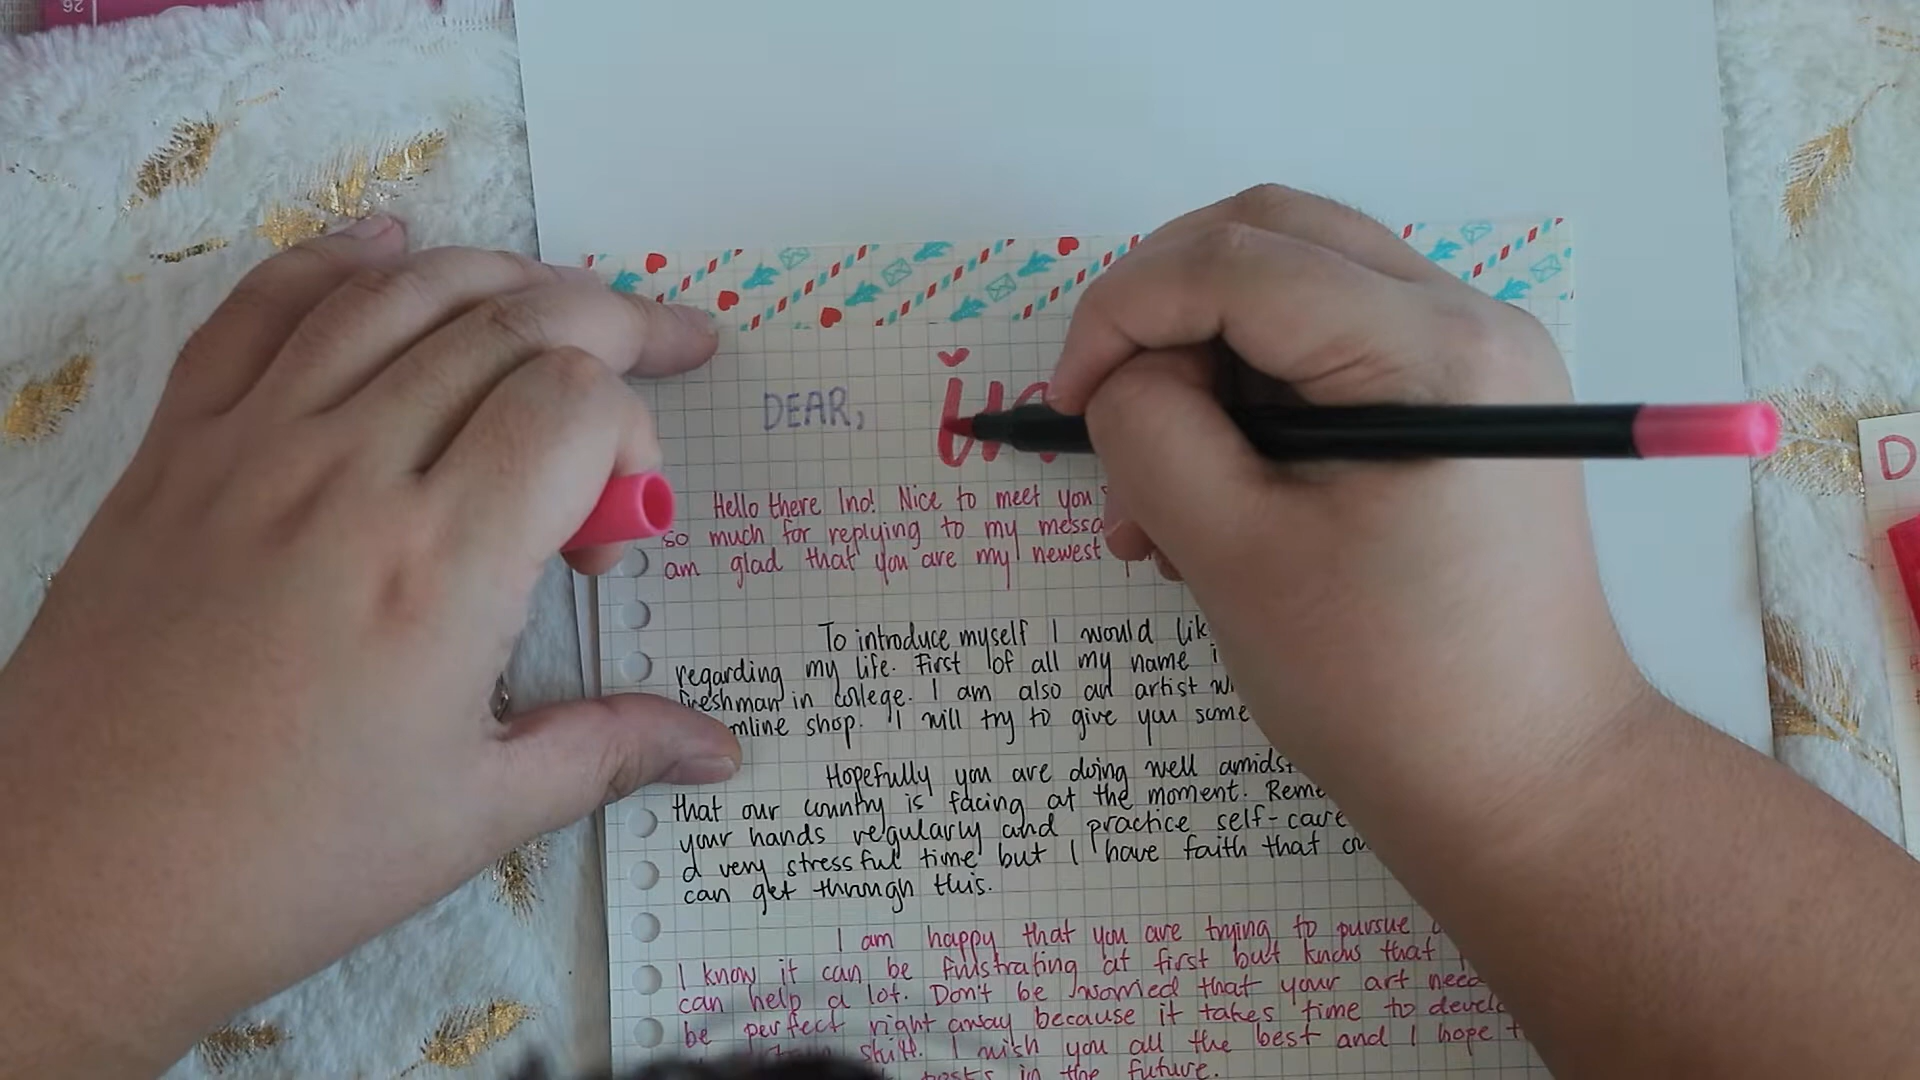 26
DEAR,
Hello there Ino! Nice to meet you
so much for replying to my messa
am glad that you are my newest
To introduce myself I would lik
regarding my life. First of all my name i
freshman in college. I am also an artist w
online shop. I will try to give you some
Hopefully you are doing well amidst
that our country is facing at the moment. Reme
your hands regularly and practice self-care
a very stressful time but I have faith that
can get through this.
I am happy that you are trying to pursue
I know it can be frustrating at first but know that
can help a lot. Don't be worried that your art need
be perfect right away because it takes time to develo
skill. I wish you all the best and I hope t
posts in the future.
D